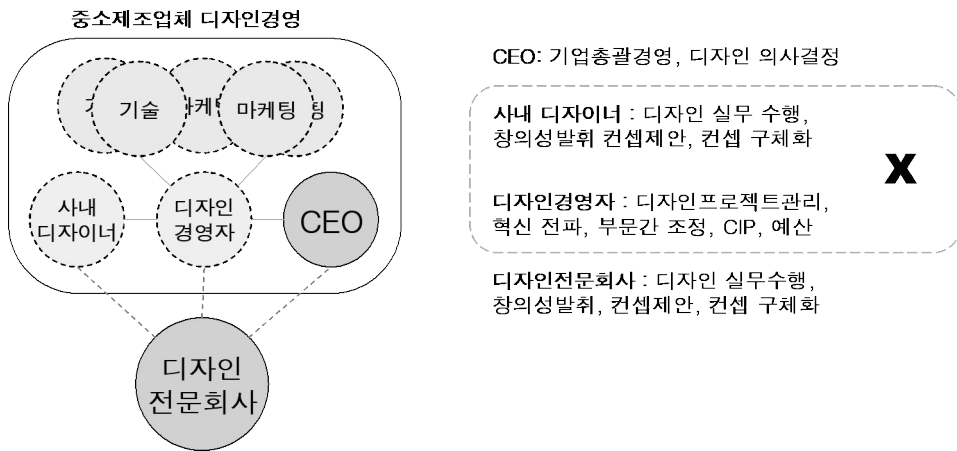 중소제조업체 디자인경영
기술
마케팅
사내
디자이너
디자인
경영자
CEO
디자인
전문회사
CEO: 기업총괄경영, 디자인 의사결정
사내 디자이너 : 디자인 실무 수행,
창의성발휘 컨셉제안, 컨셉 구체화
X
디자인경영자 : 디자인프로젝트관리,
혁신 전파, 부문간 조정, CIP, 예산
디자인전문회사 : 디자인 실무수행,
창의성발취, 컨셉제안, 컨셉 구체화